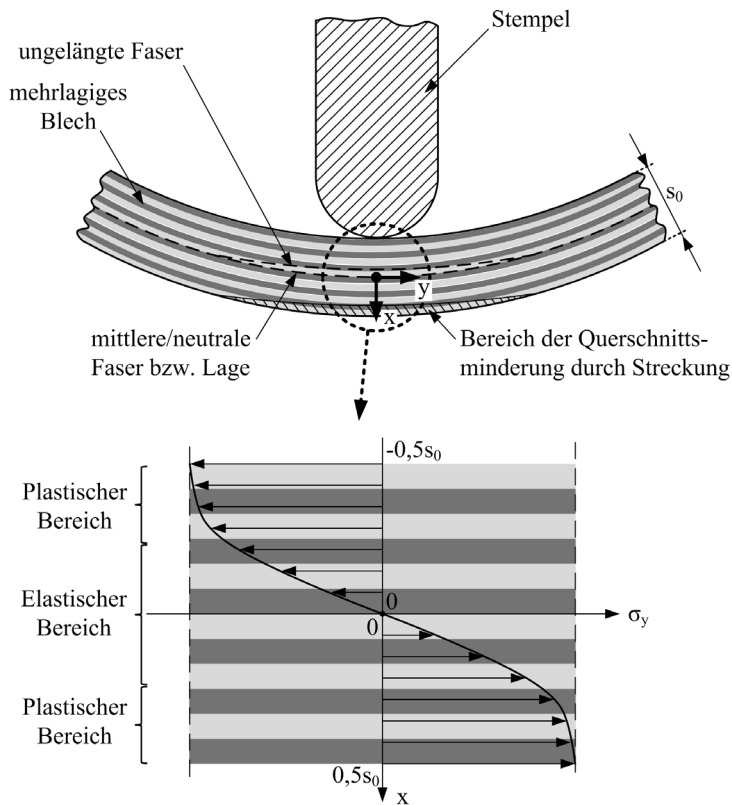 Stempel
ungelängte Faser
mehrlagiges
Blech
s₀
y
x
mittlere/neutrale
Faser bzw. Lage
Bereich der Querschnitts-
minderung durch Streckung
-0,5s₀
Plastischer
Bereich
Elastischer
Bereich
0
0
σy
Plastischer
Bereich
0,5s₀
x